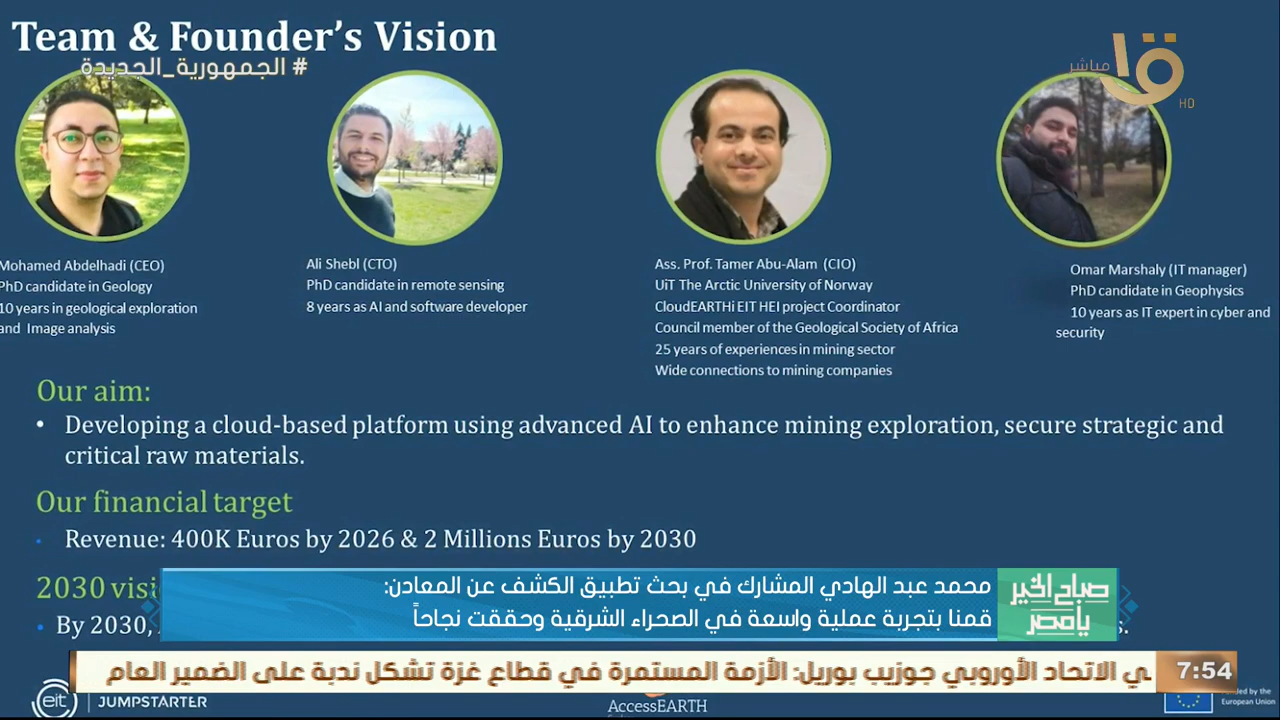 Team & Founder's Vision
# الجمهورية_الجديدة
مباشر
HD
Mohamed Abdelhadi (CEO)
PhD candidate in Geology
10 years in geological exploration
and Image analysis
Ali Shebl (CTO)
PhD candidate in remote sensing
8 years as AI and software developer
Ass. Prof. Tamer Abu-Alam (CIO)
UiT The Arctic University of Norway
CloudEARTHi EIT HEI project Coordinator
Council member of the Geological Society of Africa
25 years of experiences in mining sector
Wide connections to mining companies
Omar Marshaly (IT manager)
PhD candidate in Geophysics
10 years as IT expert in cyber and
security
Our aim:
• Developing a cloud-based platform using advanced AI to enhance mining exploration, secure strategic and
critical raw materials.
Our financial target
• Revenue: 400K Euros by 2026 & 2 Millions Euros by 2030
2030
• By 2030,
صباح الخير
يا مصر
محمد عبد الهادي المشارك في بحث تطبيق الكشف عن المعادن:
قمنا بتجربة عملية واسعة في الصحراء الشرقية وحققت نجاحاً
7:54
الاتحاد الأوروبي جوزيب بوريل: الأزمة المستمرة في قطاع غزة تشكل ندبة على الضمير العام
eit
JUMPSTARTER
AccessEARTH
by the
European Union